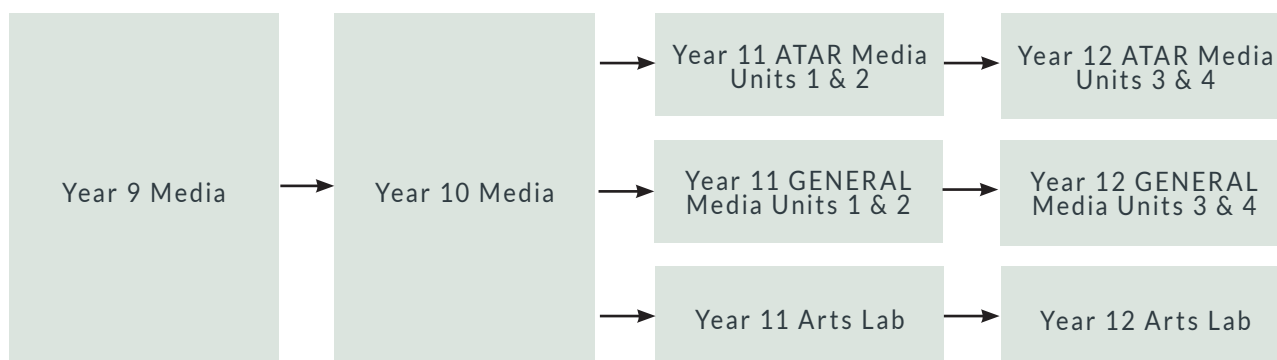 Year 9 Media
Year 10 Media
Year 11 ATAR Media
Units 1 & 2
Year 12 ATAR Media
Units 3 & 4
Year 11 GENERAL
Media Units 1 & 2
Year 12 GENERAL
Media Units 3 & 4
Year 11 Arts Lab
Year 12 Arts Lab